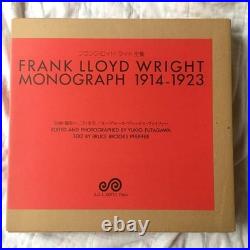 フランク・ロイド・ライト全集
FRANK LLOYD WRIGHT
MONOGRAPH 1914-1923
EDITED AND PHOTOGRAPHED BY YUKIO FUTAGAWA
TEXT BY BRUCE BROOKS PFEIFFER
A.D.A. EDITA Tokyo